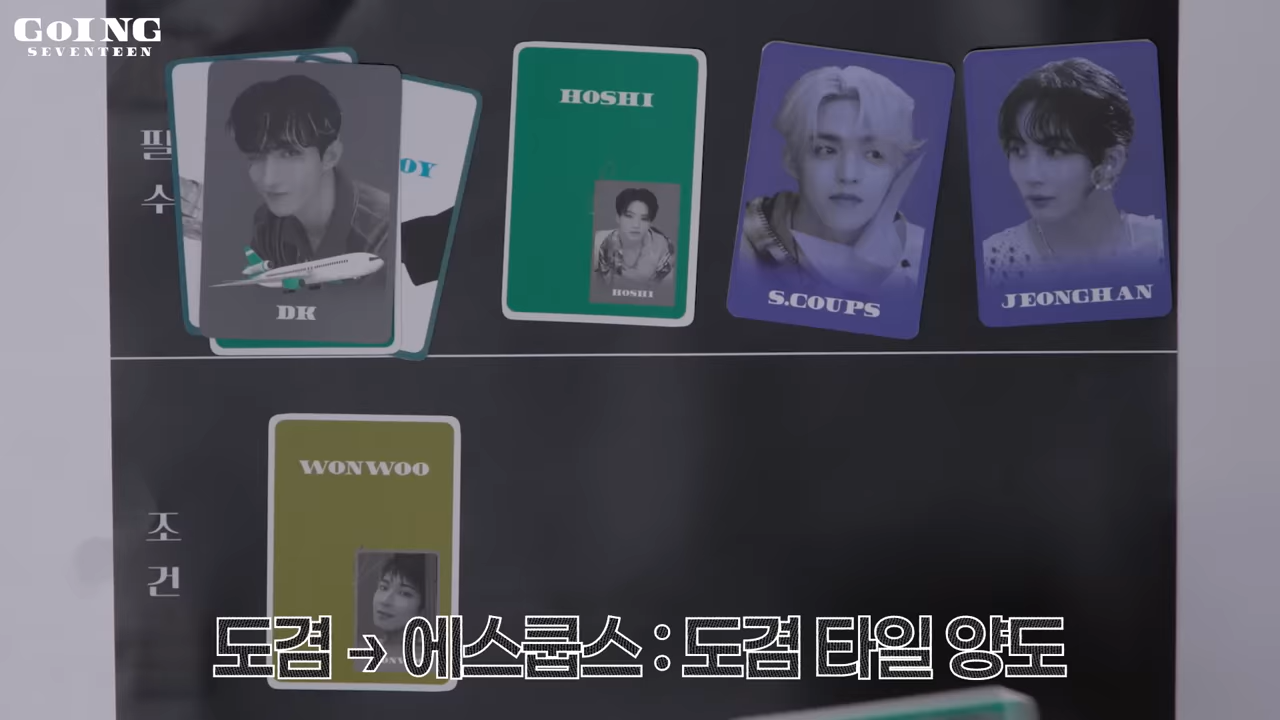 GoING
SEVENTEEN
필수
OY
DK
HOSHI
HOSHI
S.COUPS
JEONGHAN
조건
WONWOO
도겸 → 에스쿱스 : 도겸 타일 양도